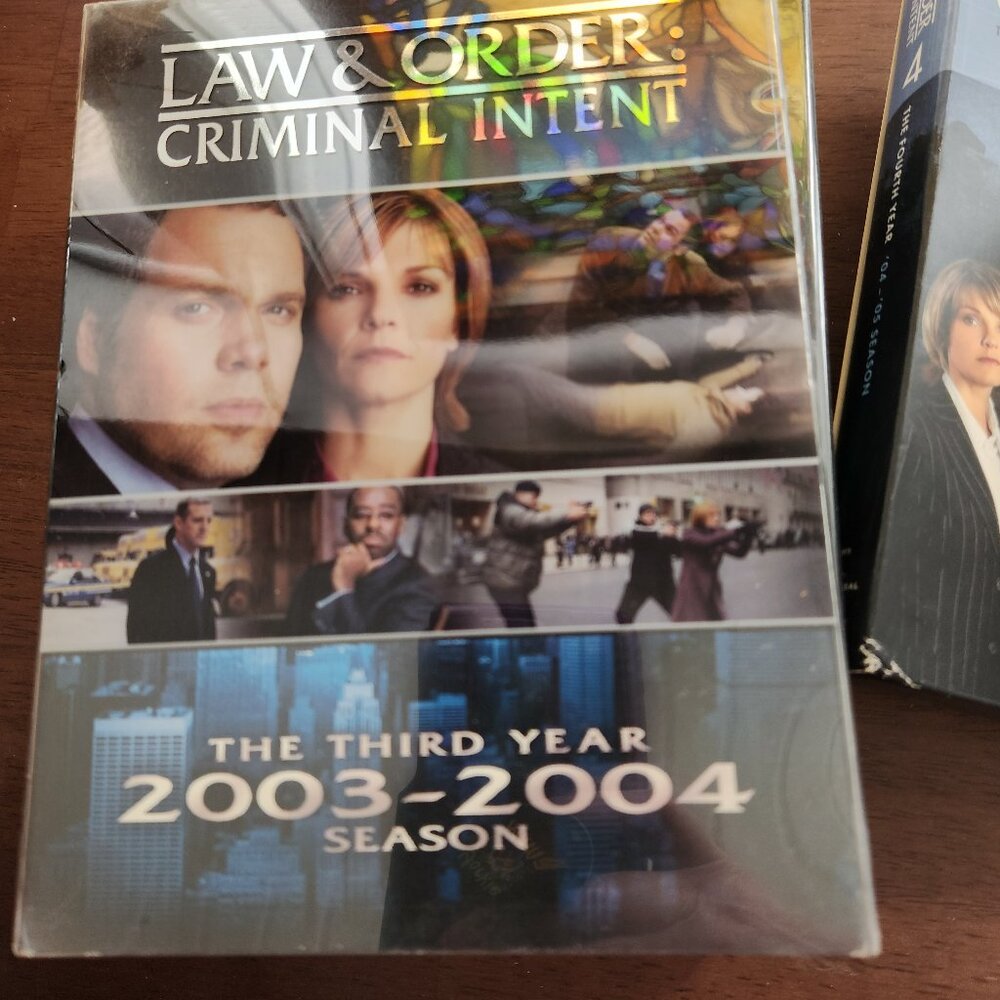 LAW & ORDER:
CRIMINAL INTENT
THE THIRD YEAR
2003-2004
SEASON
4
THE FOURTH YEAR '04-'05 SEASON